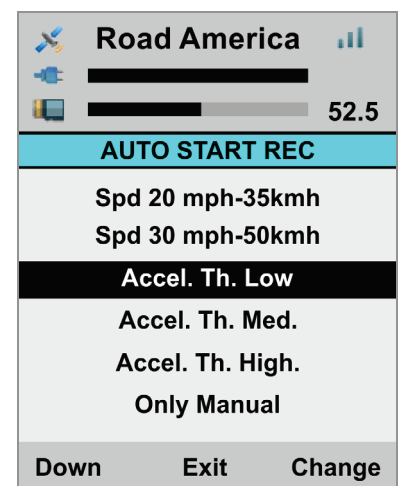 Road America
52.5
AUTO START REC
Spd 20 mph-35kmh
Spd 30 mph-50kmh
Accel. Th. Low
Accel. Th. Med.
Accel. Th. High.
Only Manual
Down Exit Change